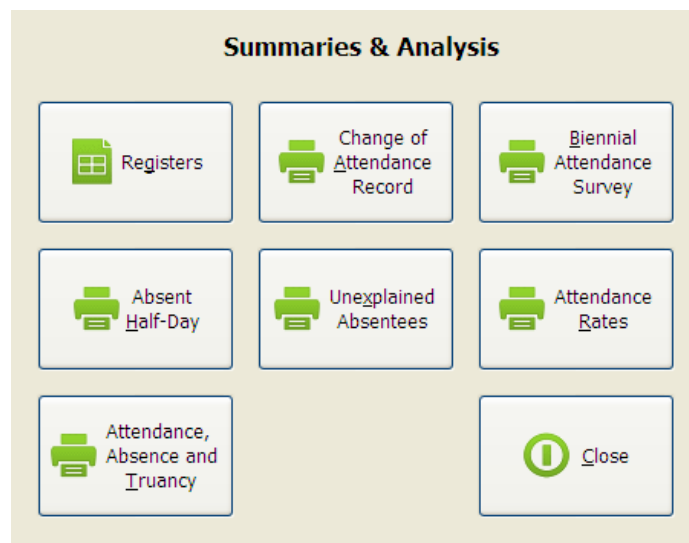 Summaries & Analysis
Registers
Change of
Attendance
Record
Biennial
Attendance
Survey
Absent
Half-Day
Unexplained
Absentees
Attendance
Rates
Attendance,
Absence and
Truancy
Close